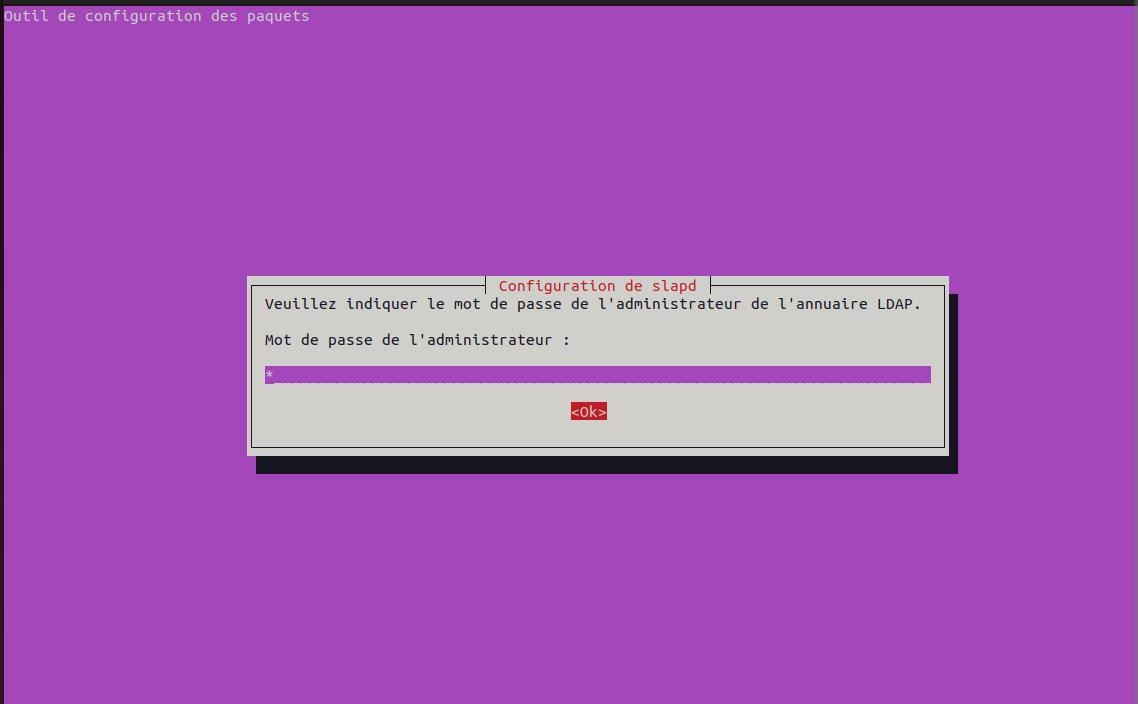 Outil de configuration des paquets
Configuration de slapd
Veuillez indiquer le mot de passe de l'administrateur de l'annuaire LDAP.
Mot de passe de l'administrateur :
*
<Ok>